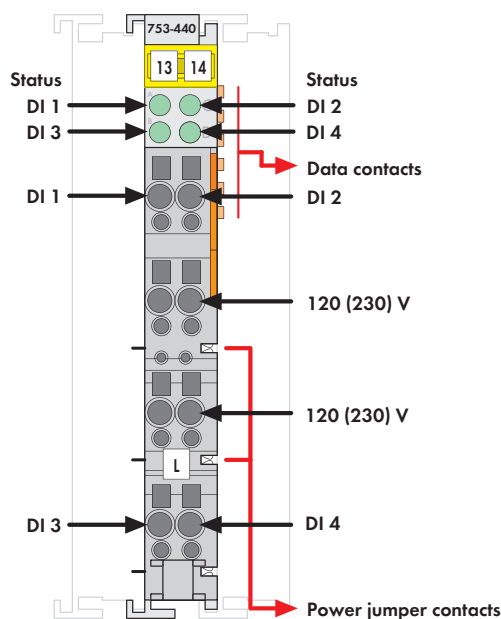 753-440
13 14
Status Status
DI 1 DI 2
DI 3 DI 4
Data contacts
DI 1 DI 2
120 (230) V
120 (230) V
L
DI 3 DI 4
Power jumper contacts